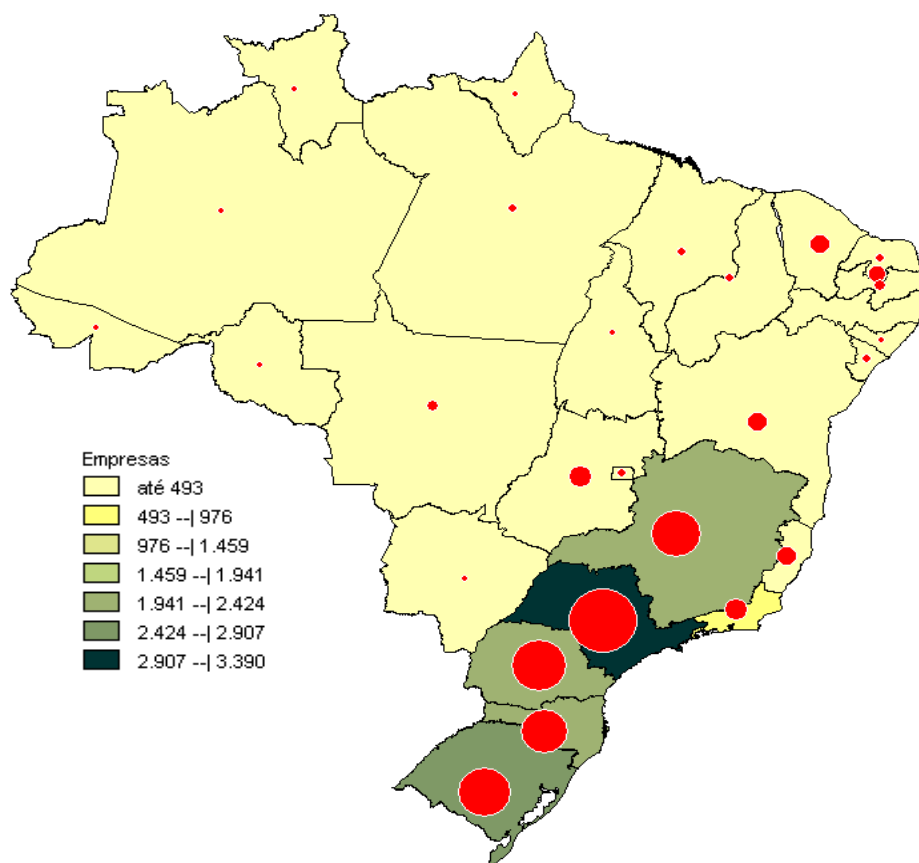 Empresas
até 493
493 --| 976
976 --| 1.459
1.459 --| 1.941
1.941 --| 2.424
2.424 --| 2.907
2.907 --| 3.390